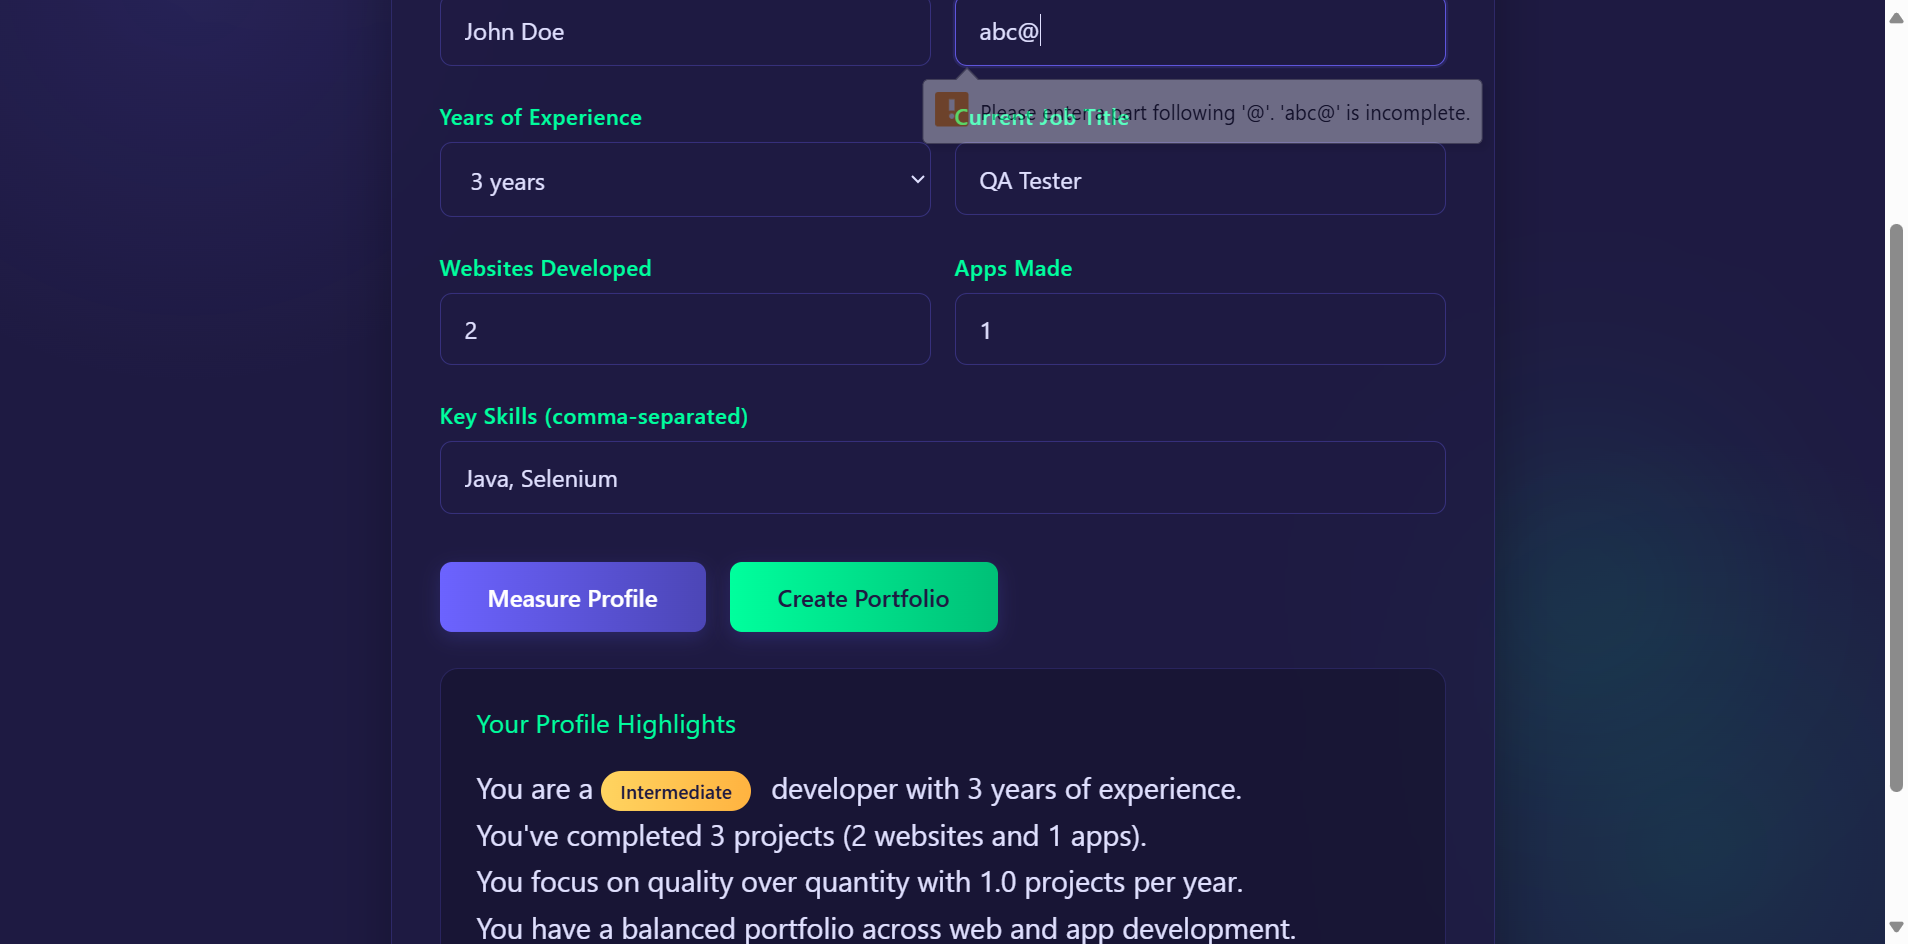 John Doe
abc@
Please enter a part following '@'. 'abc@' is incomplete.
Years of Experience
Current Job Title
3 years
QA Tester
Websites Developed
Apps Made
2
1
Key Skills (comma-separated)
Java, Selenium
Measure Profile
Create Portfolio
Your Profile Highlights
You are a Intermediate developer with 3 years of experience.
You've completed 3 projects (2 websites and 1 apps).
You focus on quality over quantity with 1.0 projects per year.
You have a balanced portfolio across web and app development.